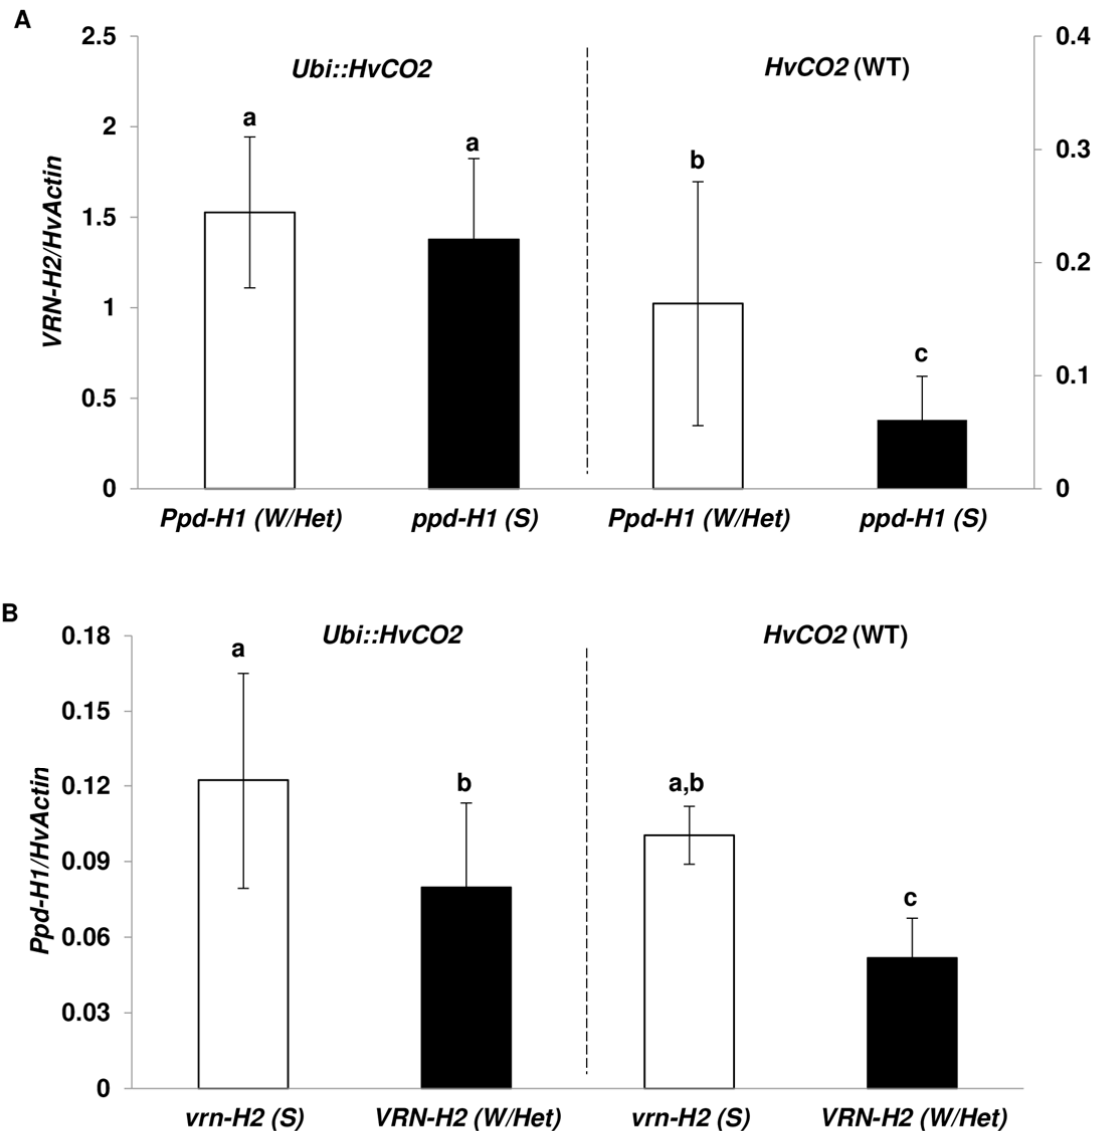 A
2.5
2
1.5
1
0.5
0
VRN-H2/HvActin
Ubi::HvCO2
HvCO2 (WT)
0.4
0.3
0.2
0.1
0
a
a
b
c
Ppd-H1 (W/Het)
ppd-H1 (S)
Ppd-H1 (W/Het)
ppd-H1 (S)
B
0.18
0.15
0.12
0.09
0.06
0.03
0
Ppd-H1/HvActin
Ubi::HvCO2
HvCO2 (WT)
a
b
a,b
c
vrn-H2 (S)
VRN-H2 (W/Het)
vrn-H2 (S)
VRN-H2 (W/Het)